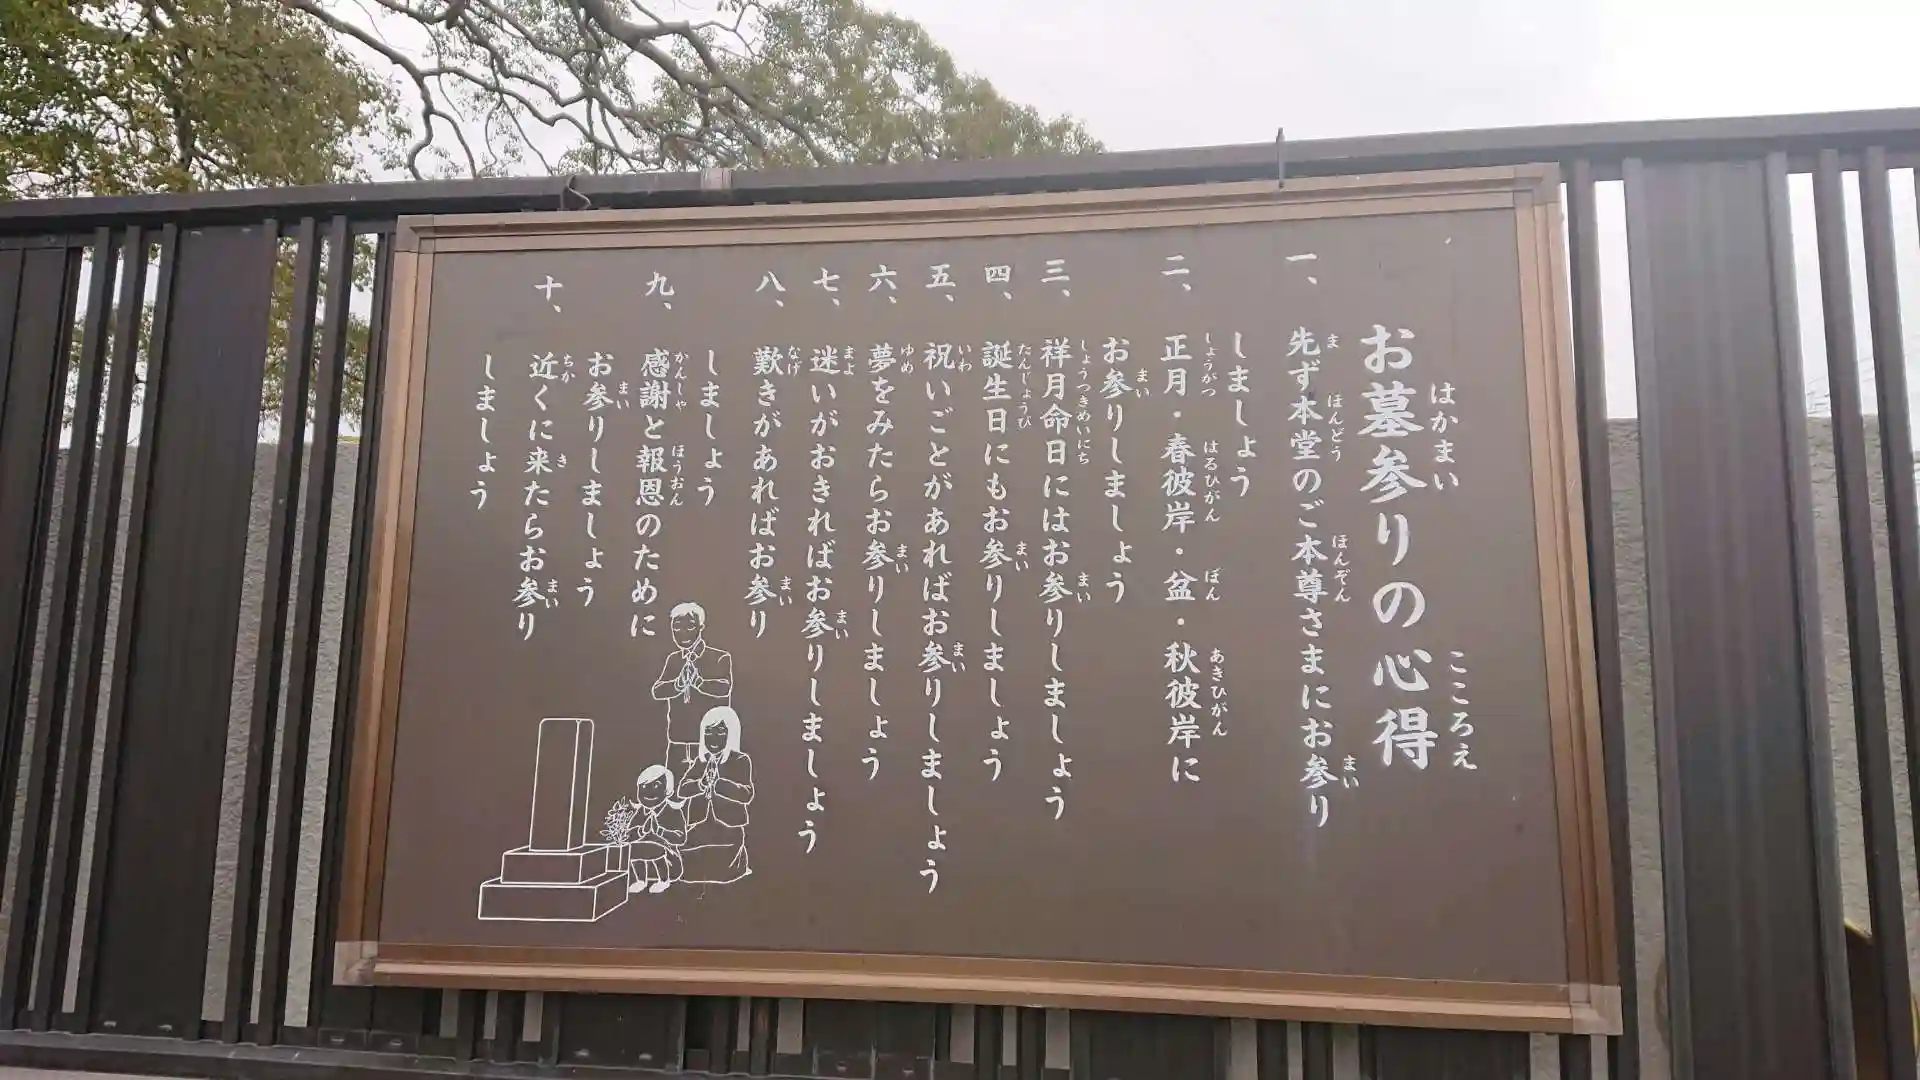 お墓参りの心得
一、先ず本堂のご本尊さまにお参り
しましょう
二、正月・春彼岸・盆・秋彼岸に
お参りしましょう
三、祥月命日にはお参りしましょう
四、誕生日にもお参りしましょう
五、祝いごとがあればお参りしましょう
六、夢をみたらお参りしましょう
七、迷いがおきればお参りしましょう
八、歎きがあればお参り
しましょう
九、感謝と報恩のために
お参りしましょう
十、近くに来たらお参り
しましょう